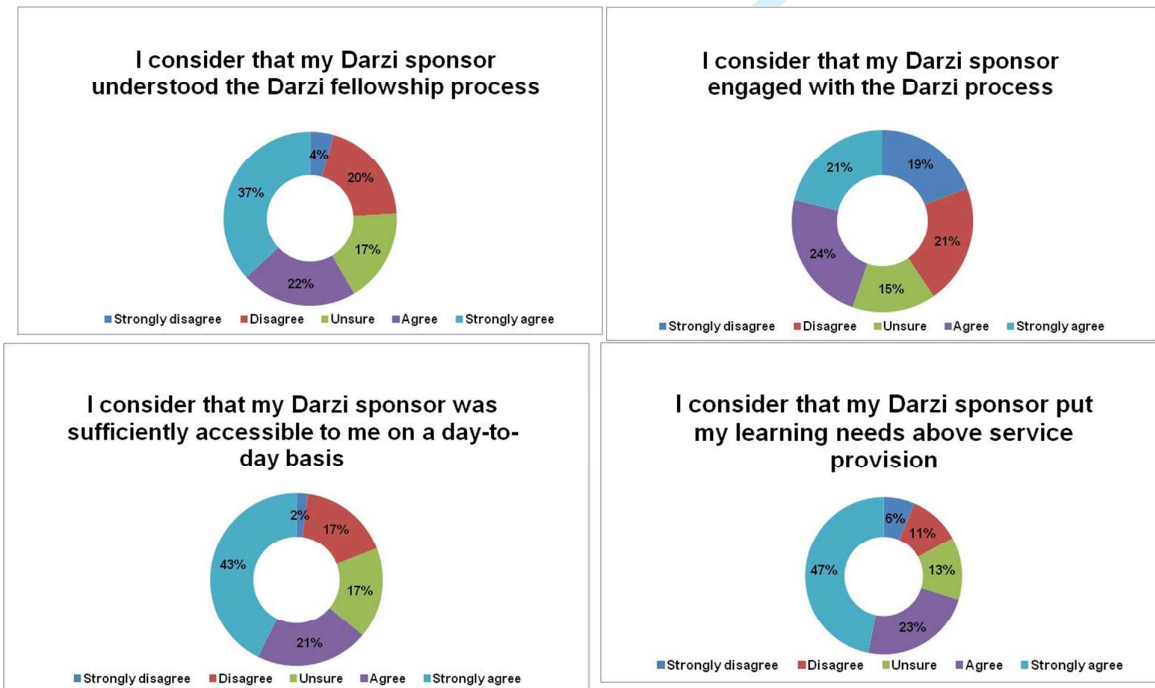 I consider that my Darzi sponsor
understood the Darzi fellowship process
4%
20%
17%
22%
37%
Strongly disagree Disagree Unsure Agree Strongly agree
I consider that my Darzi sponsor
engaged with the Darzi process
19%
21%
15%
24%
21%
Strongly disagree Disagree Unsure Agree Strongly agree
I consider that my Darzi sponsor was
sufficiently accessible to me on a day-to-
day basis
2%
17%
17%
21%
43%
Strongly disagree Disagree Unsure Agree Strongly agree
I consider that my Darzi sponsor put
my learning needs above service
provision
6%
11%
13%
23%
47%
Strongly disagree Disagree Unsure Agree Strongly agree